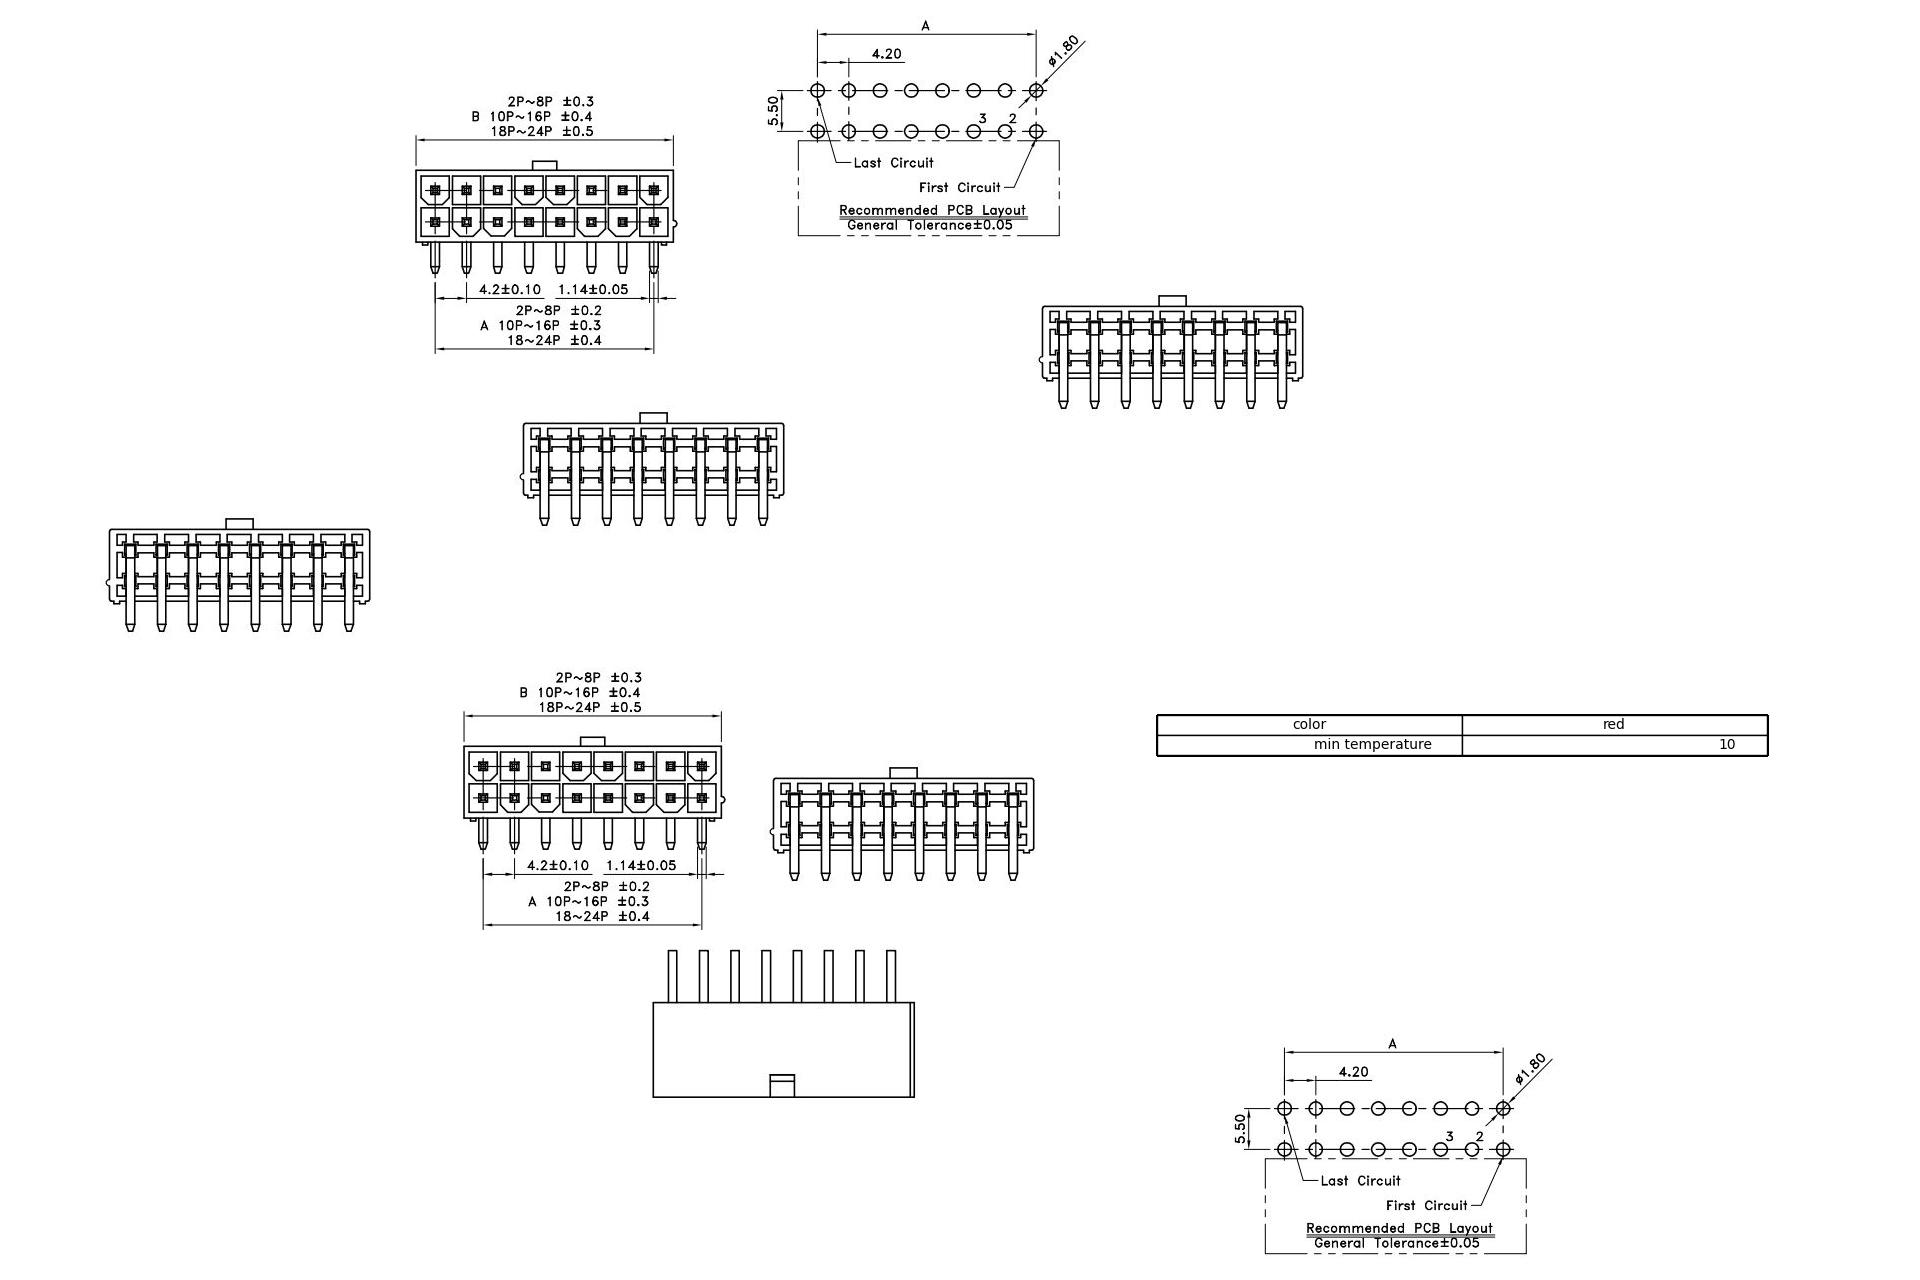 A
4.20
ø1.80
5.50
3 2
Last Circuit
First Circuit
Recommended PCB Layout
General Tolerance±0.05
2P~8P ±0.3
B 10P~16P ±0.4
18P~24P ±0.5
4.2±0.10 1.14±0.05
2P~8P ±0.2
A 10P~16P ±0.3
18~24P ±0.4
2P~8P ±0.3
B 10P~16P ±0.4
18P~24P ±0.5
4.2±0.10 1.14±0.05
2P~8P ±0.2
A 10P~16P ±0.3
18~24P ±0.4
color red
min temperature 10
A
4.20
ø1.80
5.50
3 2
Last Circuit
First Circuit
Recommended PCB Layout
General Tolerance±0.05